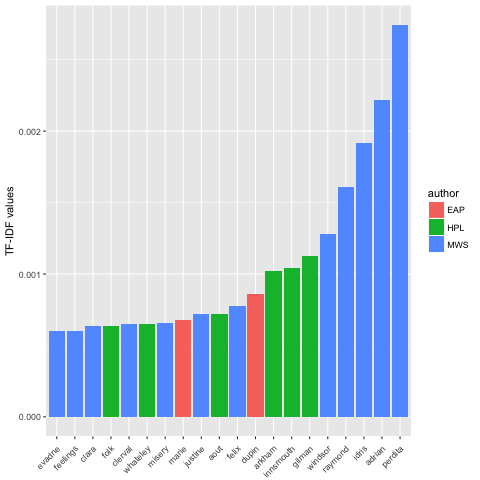 TF-IDF values
0.002
0.001
0.000
evadne
feelings
clara
folk
clerval
whateley
misery
marie
justine
aout
felix
dupin
arkham
innsmouth
gilman
windsor
raymond
idris
adrian
perdita
author
EAP
HPL
MWS